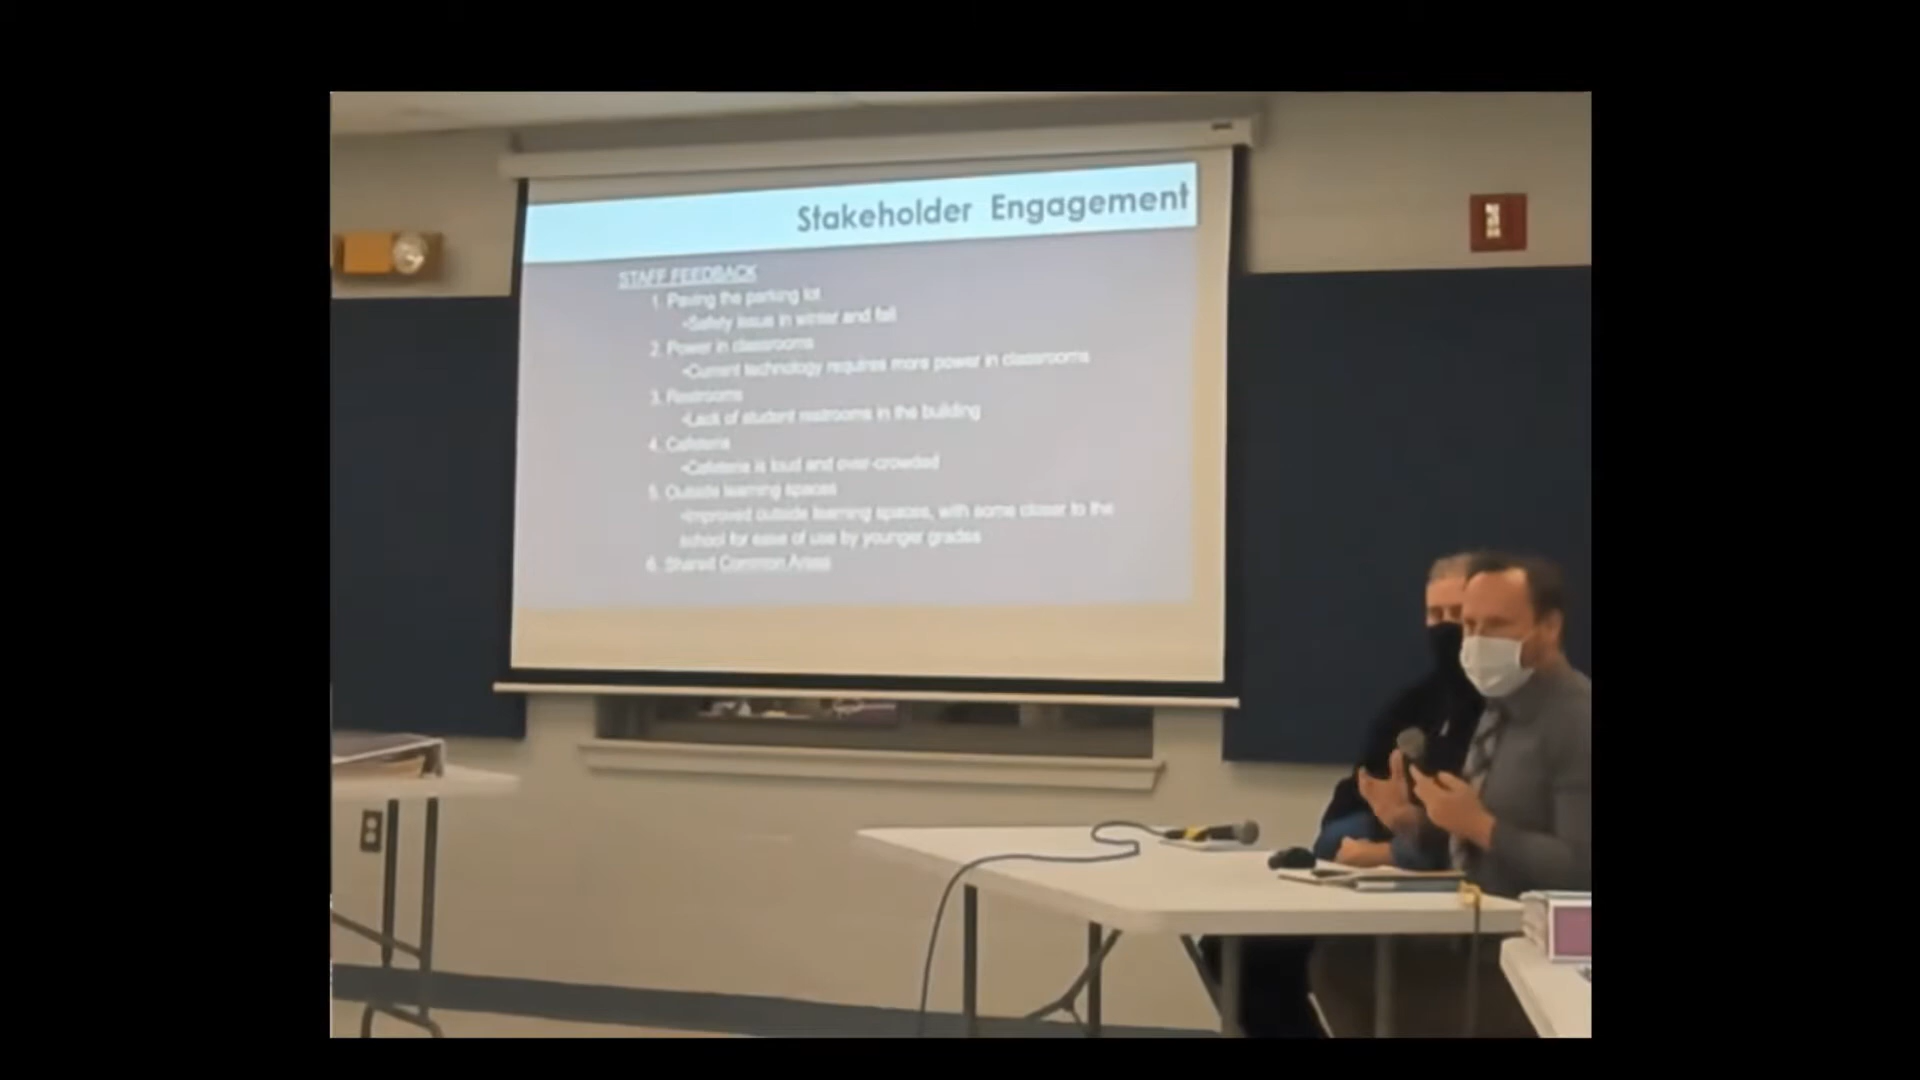 Stakeholder Engagement
STAFF FEEDBACK
1. Paving the parking lot
•Safety issue in winter and fall
2. Power in classrooms
•Current technology requires more power in classrooms
3. Restrooms
•Lack of student restrooms in the building
4. Cafeteria
•Cafeteria is loud and over-crowded
5. Outside learning spaces
•Improved outside learning spaces, with some closer to the
school for ease of use by younger grades
6. Shared Common Areas